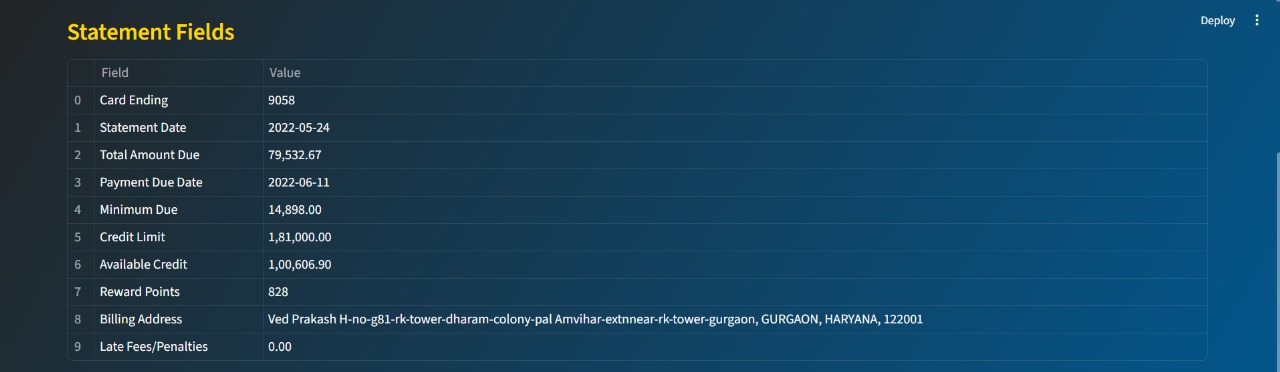 Deploy
Statement Fields
Field Value
0 Card Ending 9058
1 Statement Date 2022-05-24
2 Total Amount Due 79,532.67
3 Payment Due Date 2022-06-11
4 Minimum Due 14,898.00
5 Credit Limit 1,81,000.00
6 Available Credit 1,00,606.90
7 Reward Points 828
8 Billing Address Ved Prakash H-no-g81-rk-tower-dharam-colony-pal Amvihar-extnnear-rk-tower-gurgaon, GURGAON, HARYANA, 122001
9 Late Fees/Penalties 0.00